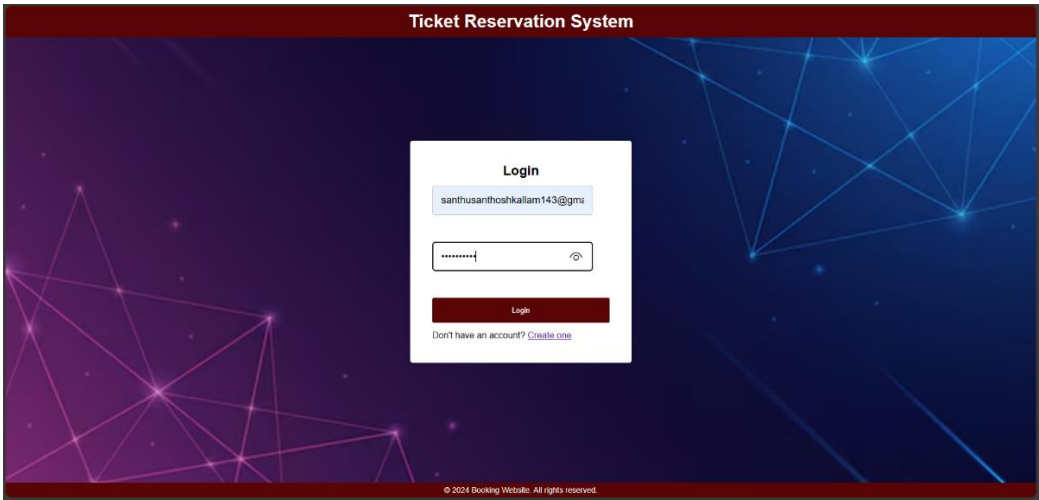 Ticket Reservation System
Login
santhusanthoshkallam143@gma
••••••••••
Login
Don't have an account? Create one
© 2024 Booking Website. All rights reserved.